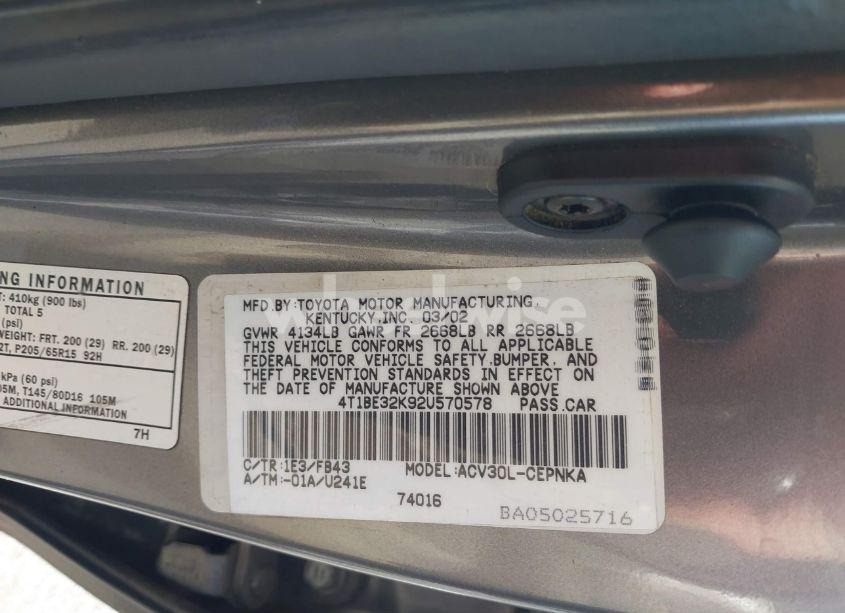 NG INFORMATION
: 410kg (900 lbs)
TOTAL 5
(psi)
WEIGHT: FRT. 200 (29) RR. 200 (29)
2T, P205/65R15 92H
kPa (60 psi)
05M, T145/80D16 105M
ADDITIONAL INFORMATION
7H
MFD.BY:TOYOTA MOTOR MANUFACTURING,
KENTUCKY,INC. 03/02
GVWR 4134LB GAWR FR 2668LB RR 2668LB
THIS VEHICLE CONFORMS TO ALL APPLICABLE
FEDERAL MOTOR VEHICLE SAFETY,BUMPER, AND
THEFT PREVENTION STANDARDS IN EFFECT ON
THE DATE OF MANUFACTURE SHOWN ABOVE
4T1BE32K92U570578 PASS.CAR
C/TR:1E3/FB43 MODEL:ACV30L-CEPNKA
A/TM:-01A/U241E
74016
BA05025716
wheelwise